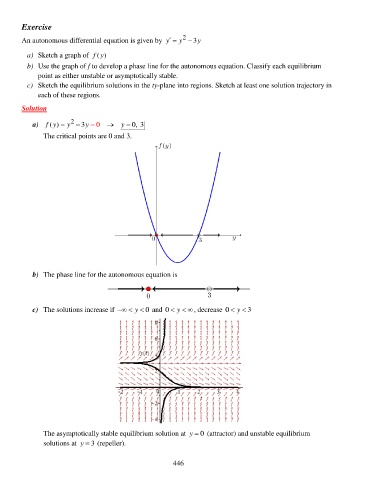 Exercise
An autonomous differential equation is given by y' = y² − 3y
a) Sketch a graph of f(y)
b) Use the graph of f to develop a phase line for the autonomous equation. Classify each equilibrium
point as either unstable or asymptotically stable.
c) Sketch the equilibrium solutions in the ty-plane into regions. Sketch at least one solution trajectory in
each of these regions.
Solution
a) f(y) = y² − 3y = 0 → y = 0, 3
The critical points are 0 and 3.
f(y)
0 3 y
b) The phase line for the autonomous equation is
0 3
c) The solutions increase if −∞ < y < 0 and 0 < y < ∞, decrease 0 < y < 3
y(t)
The asymptotically stable equilibrium solution at y = 0 (attractor) and unstable equilibrium
solutions at y = 3 (repeller).
446